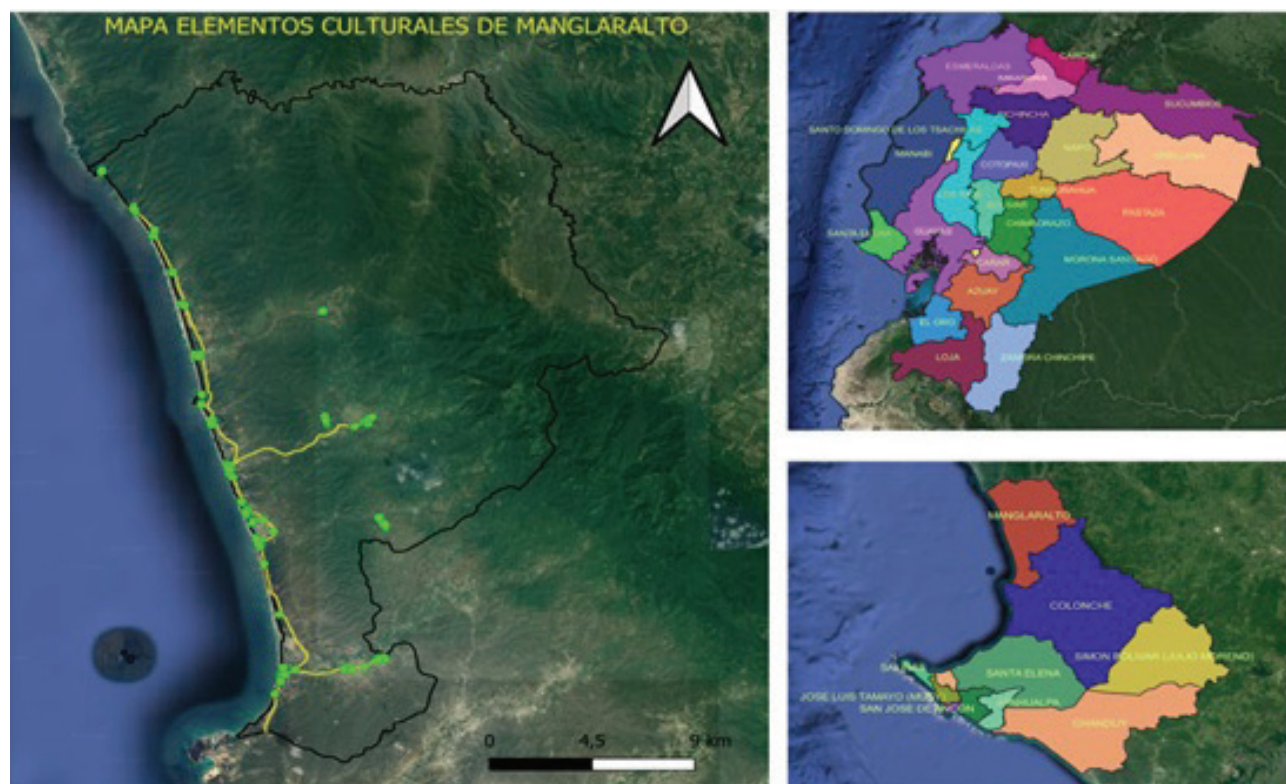 MAPA ELEMENTOS CULTURALES DE MANGLARALTO
0
4,5
9 km
ESMERALDAS
CARCHI
IMBABURA
SUCUMBIOS
PICHINCHA
SANTO DOMINGO DE LOS TSACHILAS
NAPO
ORELLANA
MANABI
COTOPAXI
LOS RIOS
TUNGURAHUA
BOLIVAR
PASTAZA
SANTA ELENA
GUAYAS
CHIMBORAZO
CAÑAR
MORONA SANTIAGO
AZUAY
EL ORO
LOJA
ZAMORA CHINCHIPE
MANGLARALTO
COLONCHE
SIMON BOLIVAR (JULIO MORENO)
SALINAS
SANTA ELENA
JOSE LUIS TAMAYO (MUEY)
SAN JOSE DE ANCON
CHANDUY